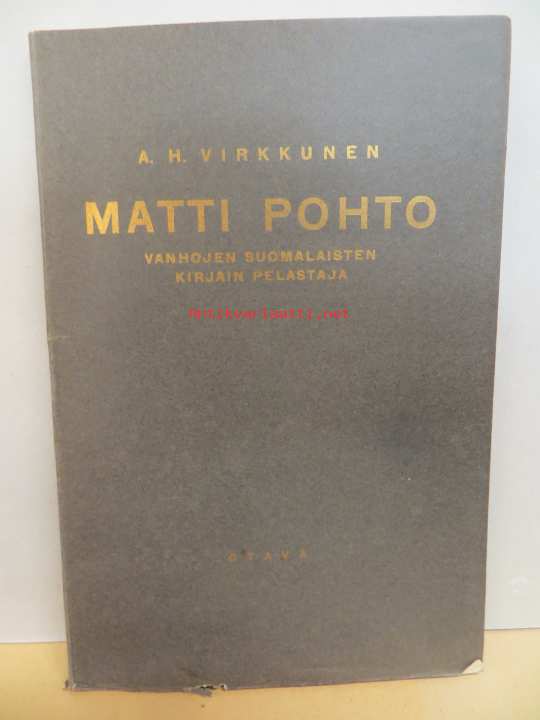 A. H. VIRKKUNEN
MATTI POHTO
VANHOJEN SUOMALAISTEN
KIRJAIN PELASTAJA
Antikvariaatti.net
OTAVA